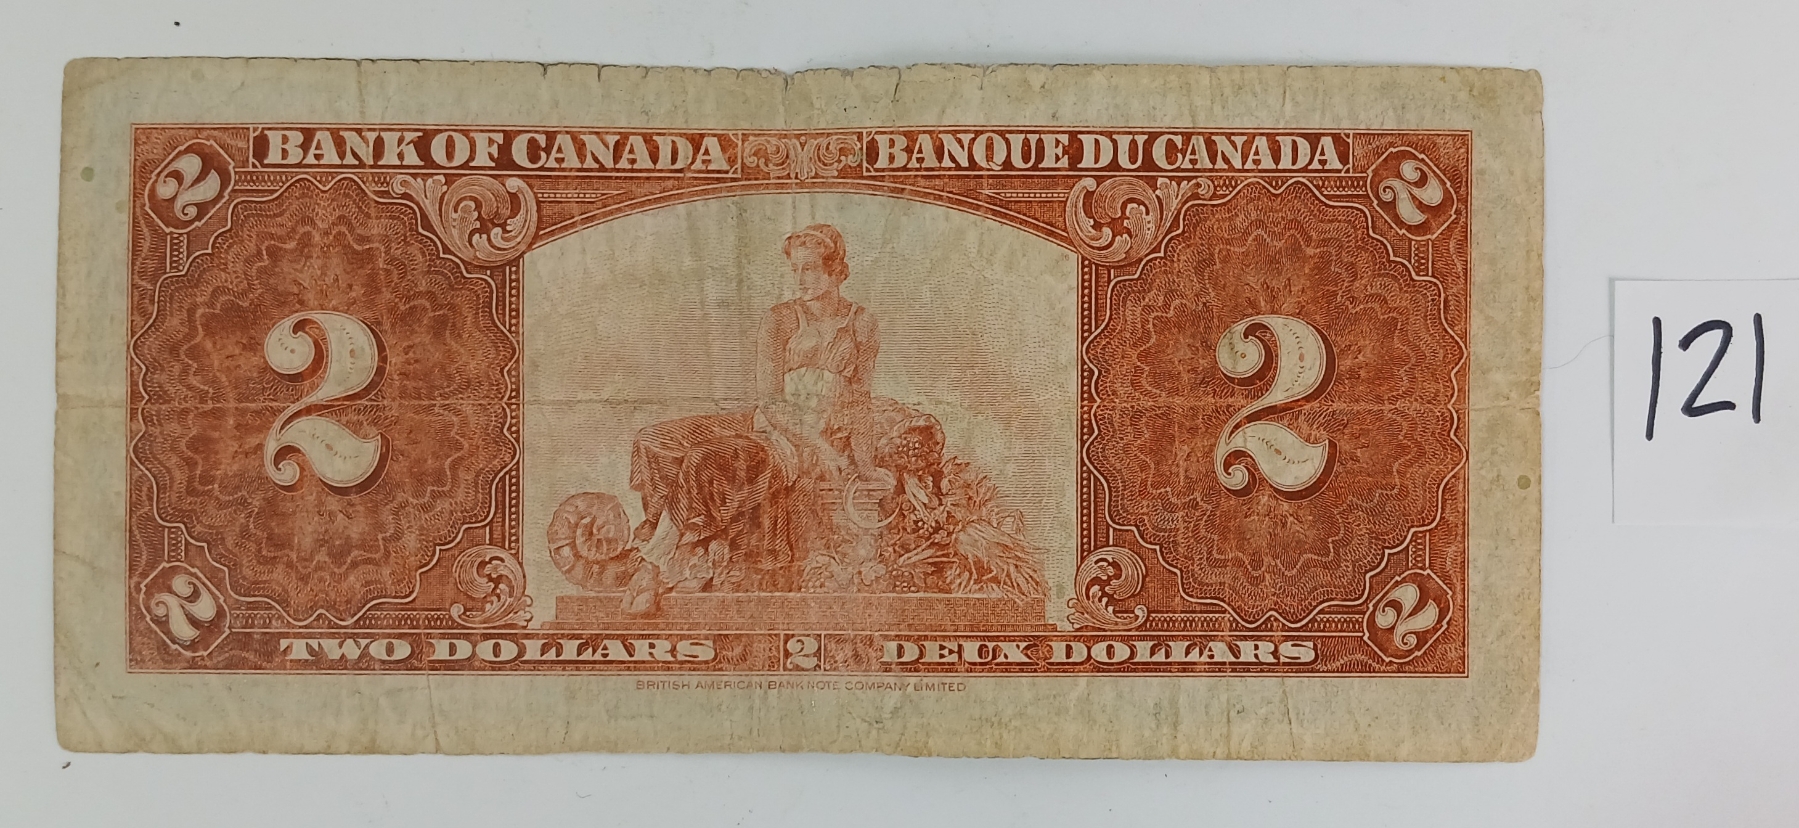 BANK OF CANADA BANQUE DU CANADA
2 2
2 2
2 2
TWO DOLLARS 2 DEUX DOLLARS
BRITISH AMERICAN BANK NOTE COMPANY LIMITED
121